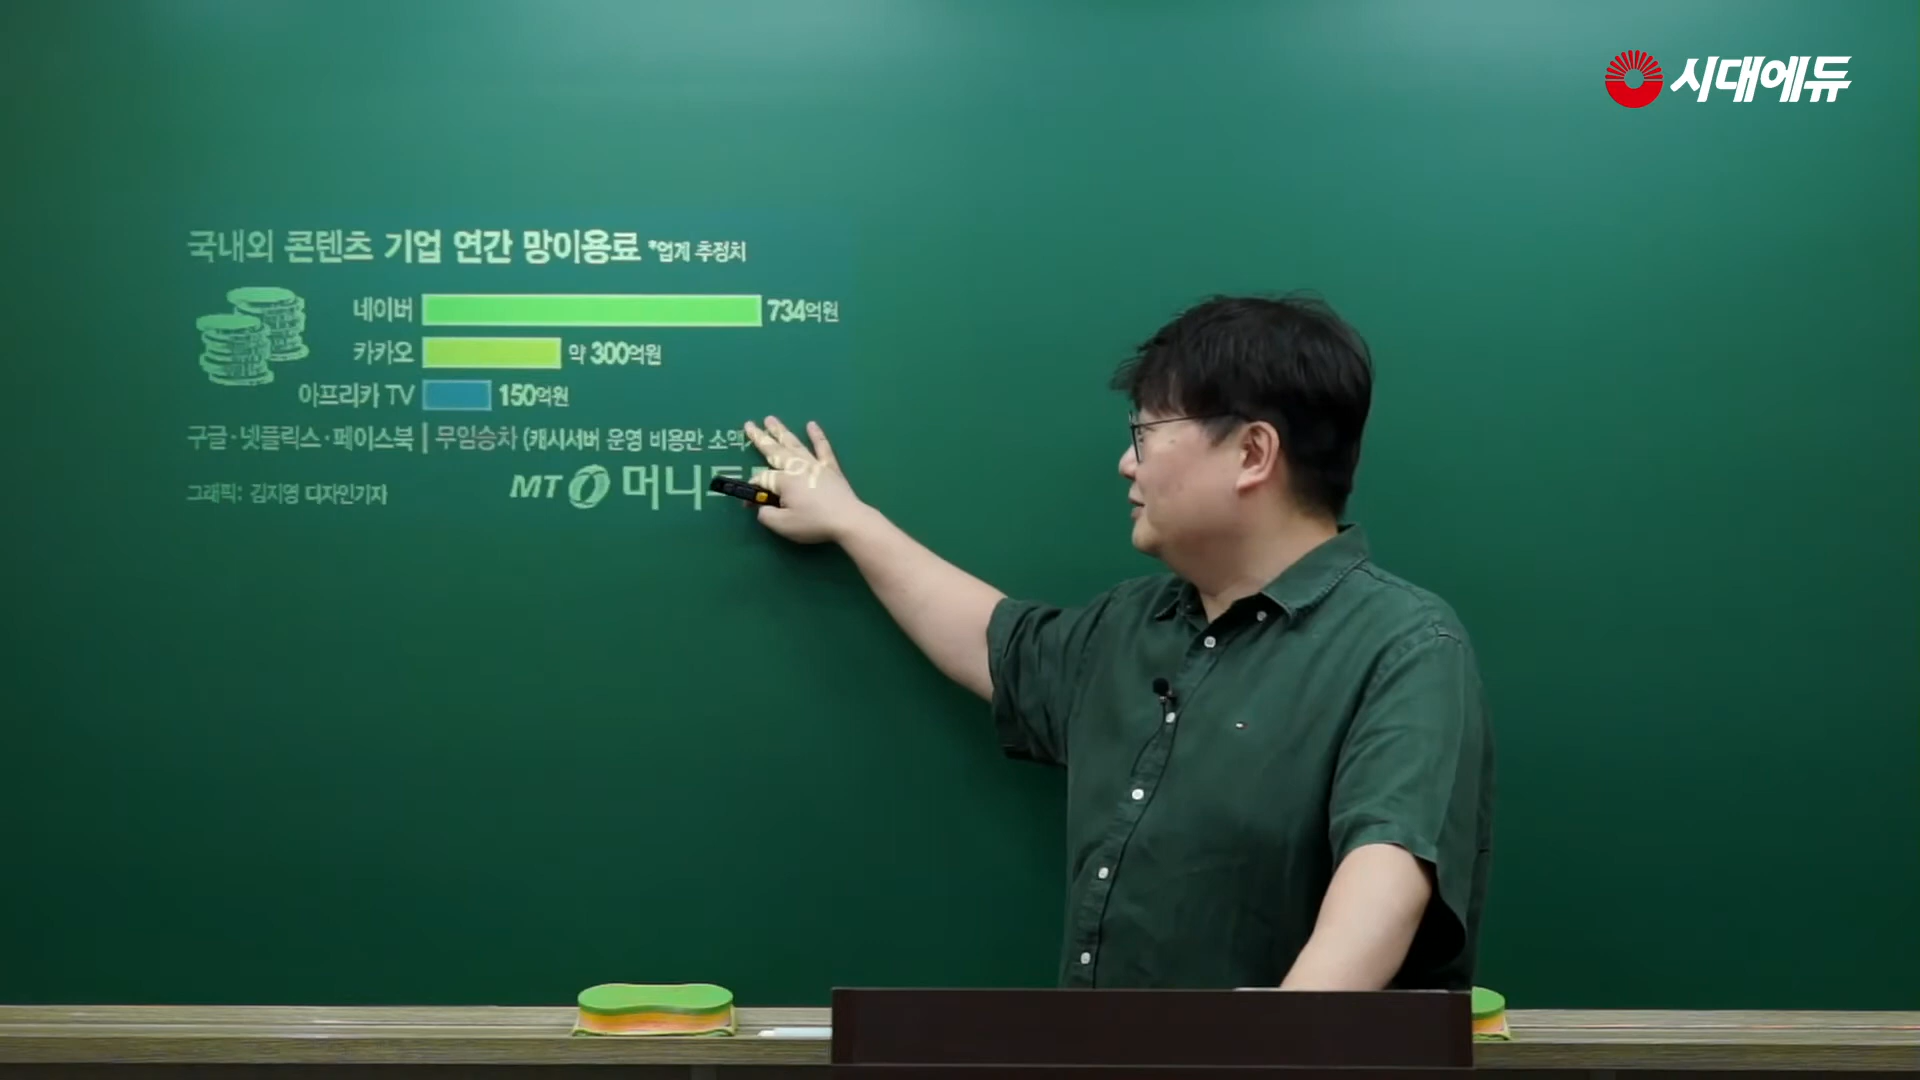 시대에듀
국내외 콘텐츠 기업 연간 망이용료 *업계 추정치
네이버 734억원
카카오 약 300억원
아프리카 TV 150억원
구글·넷플릭스·페이스북 | 무임승차 (캐시서버 운영 비용만 소액
그래픽: 김지영 디자인기자
MT 머니